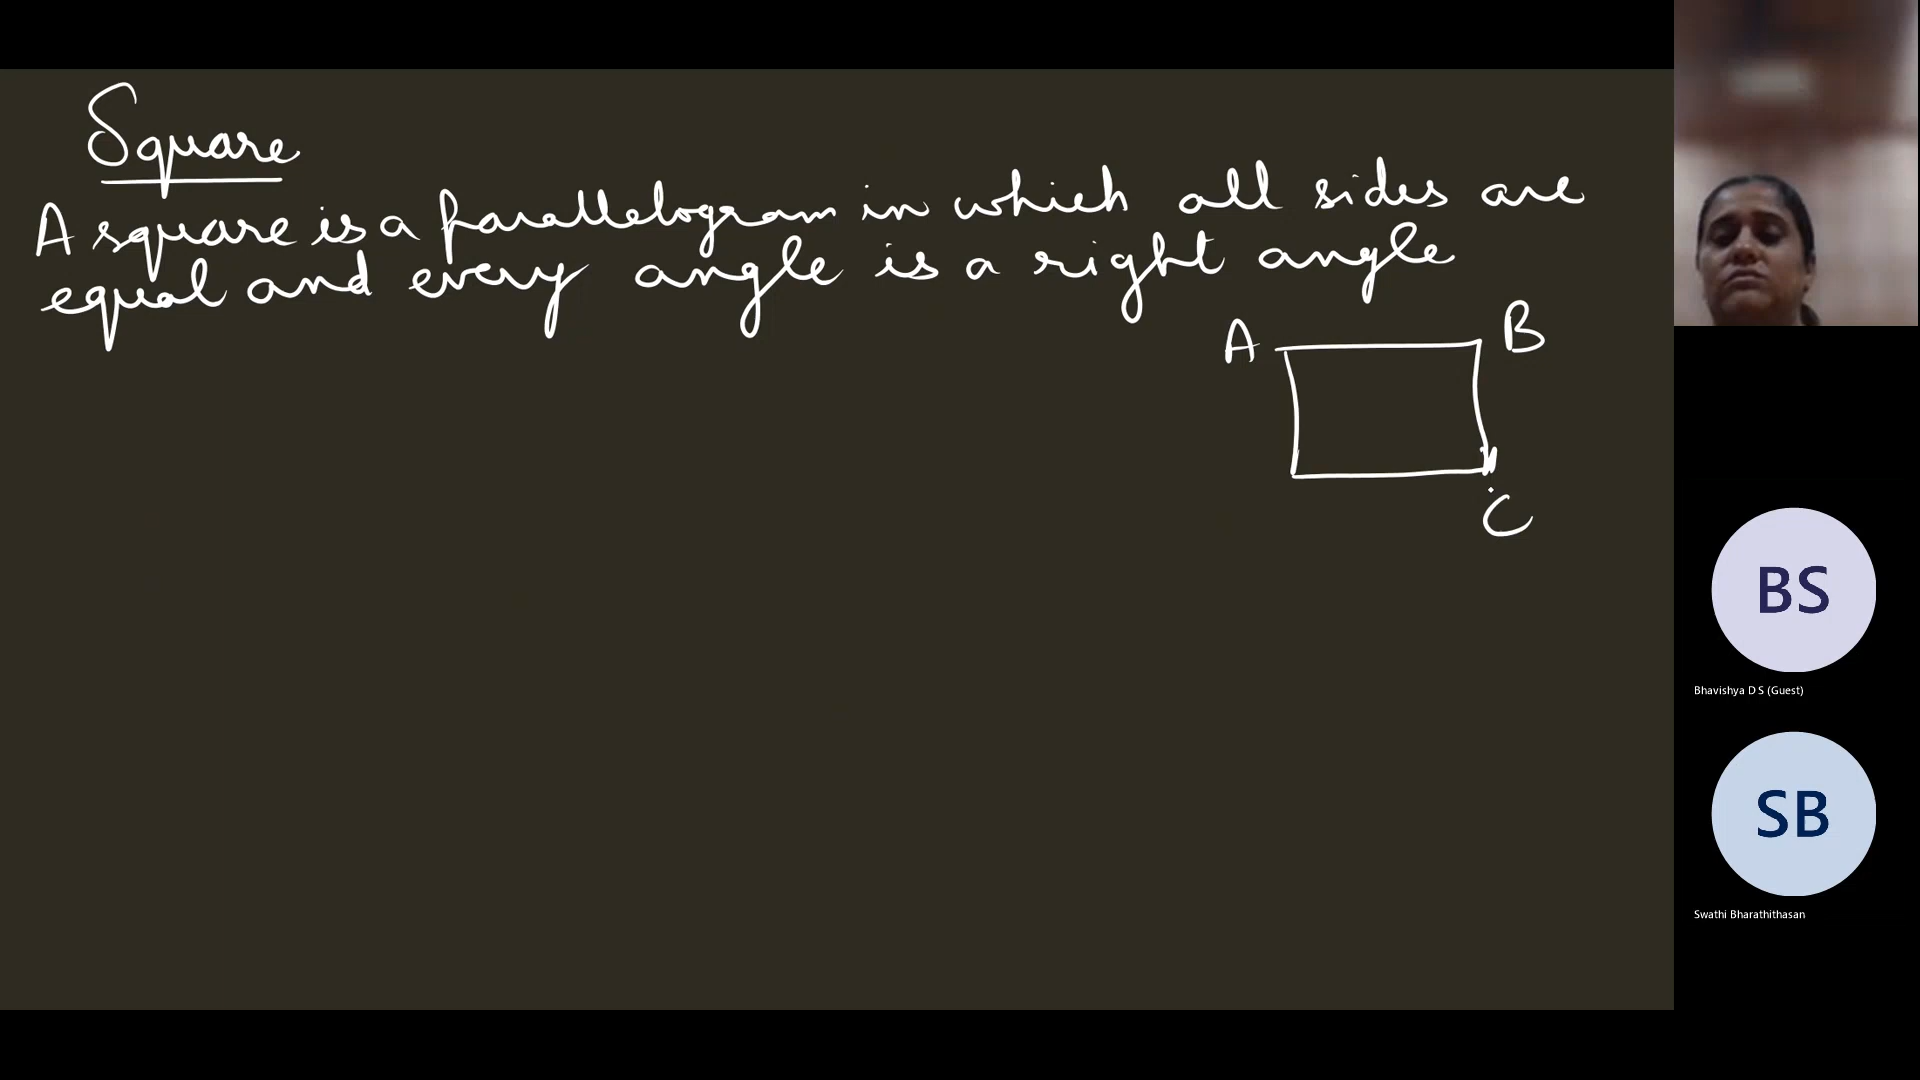 Square
A square is a parallelogram in which all sides are
equal and every angle is a right angle
A
B
C
BS
Bhavishya D S (Guest)
SB
Swathi Bharathithasan